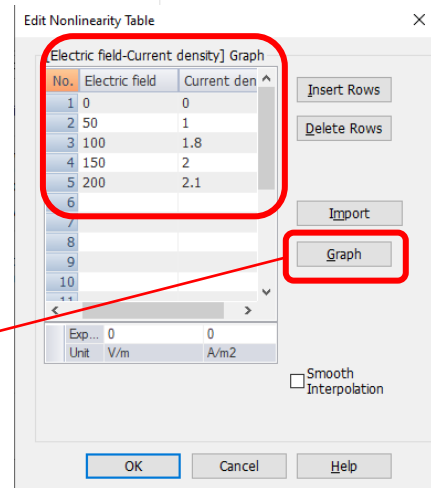 Edit Nonlinearity Table
[Electric field-Current density] Graph
No. Electric field Current den
1 0 0
2 50 1
3 100 1.8
4 150 2
5 200 2.1
6
7
8
9
10
11
Insert Rows
Delete Rows
Import
Graph
Exp... 0 0
Unit V/m A/m2
Smooth
Interpolation
OK Cancel Help